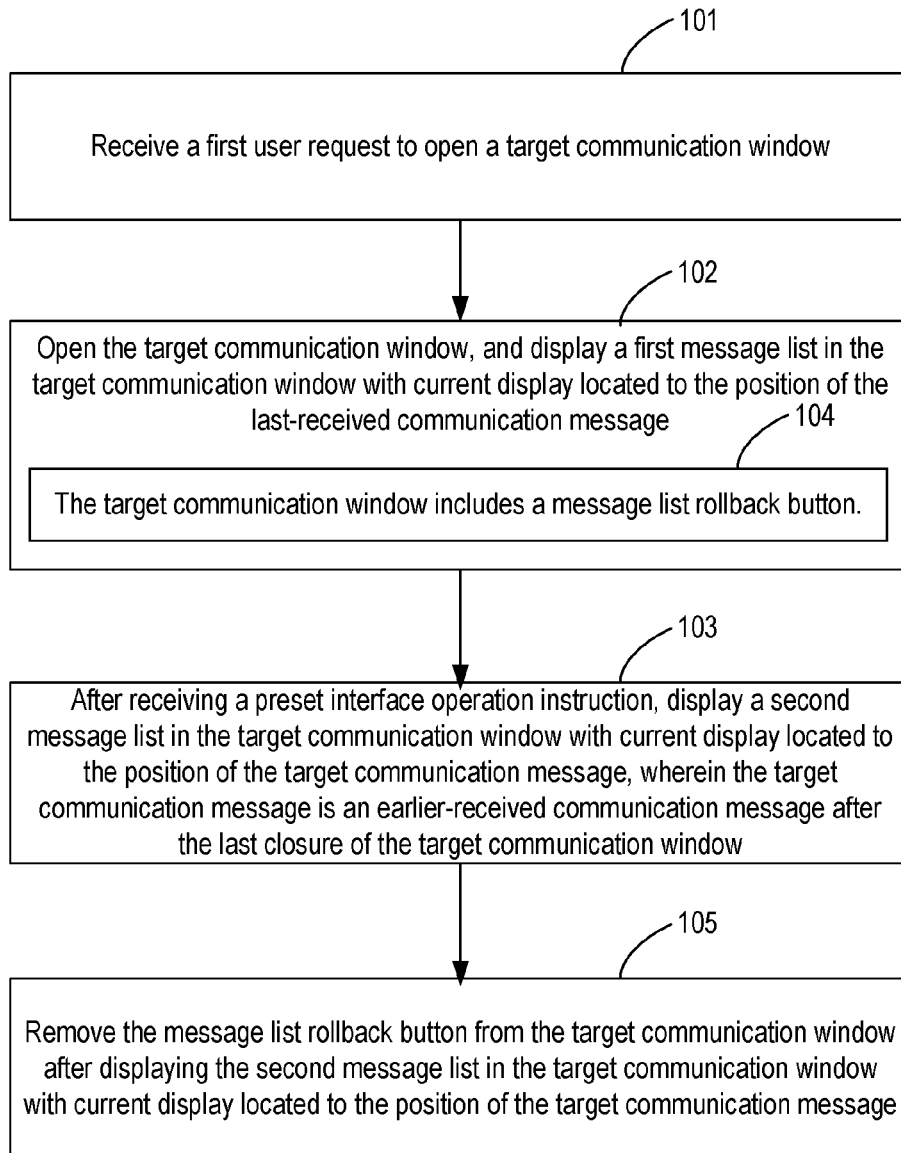 101
Receive a first user request to open a target communication window
102
Open the target communication window, and display a first message list in the
target communication window with current display located to the position of the
last-received communication message
104
The target communication window includes a message list rollback button.
103
After receiving a preset interface operation instruction, display a second
message list in the target communication window with current display located to
the position of the target communication message, wherein the target
communication message is an earlier-received communication message after
the last closure of the target communication window
105
Remove the message list rollback button from the target communication window
after displaying the second message list in the target communication window
with current display located to the position of the target communication message